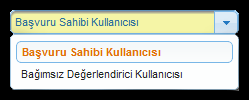 Başvuru Sahibi Kullanıcısı
Başvuru Sahibi Kullanıcısı
Bağımsız Değerlendirici Kullanıcısı